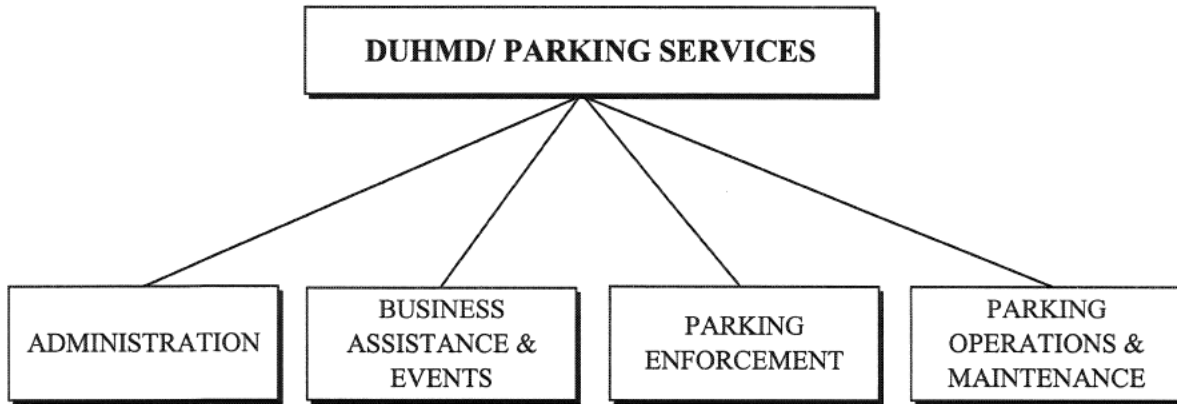 DUHMD/ PARKING SERVICES
ADMINISTRATION
BUSINESS
ASSISTANCE &
EVENTS
PARKING
ENFORCEMENT
PARKING
OPERATIONS &
MAINTENANCE